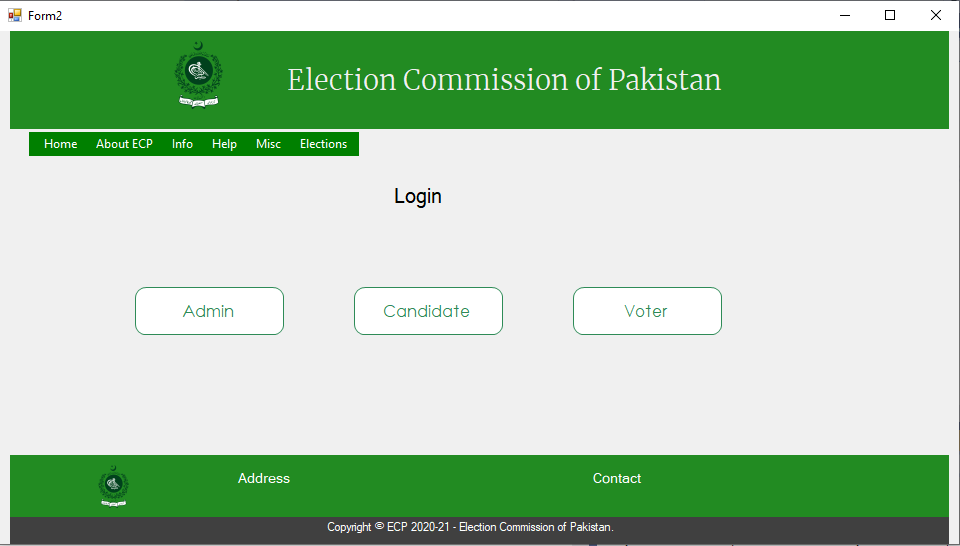 Form2
Election Commission of Pakistan
Home About ECP Info Help Misc Elections
Login
Admin Candidate Voter
Address Contact
Copyright © ECP 2020-21 - Election Commission of Pakistan.